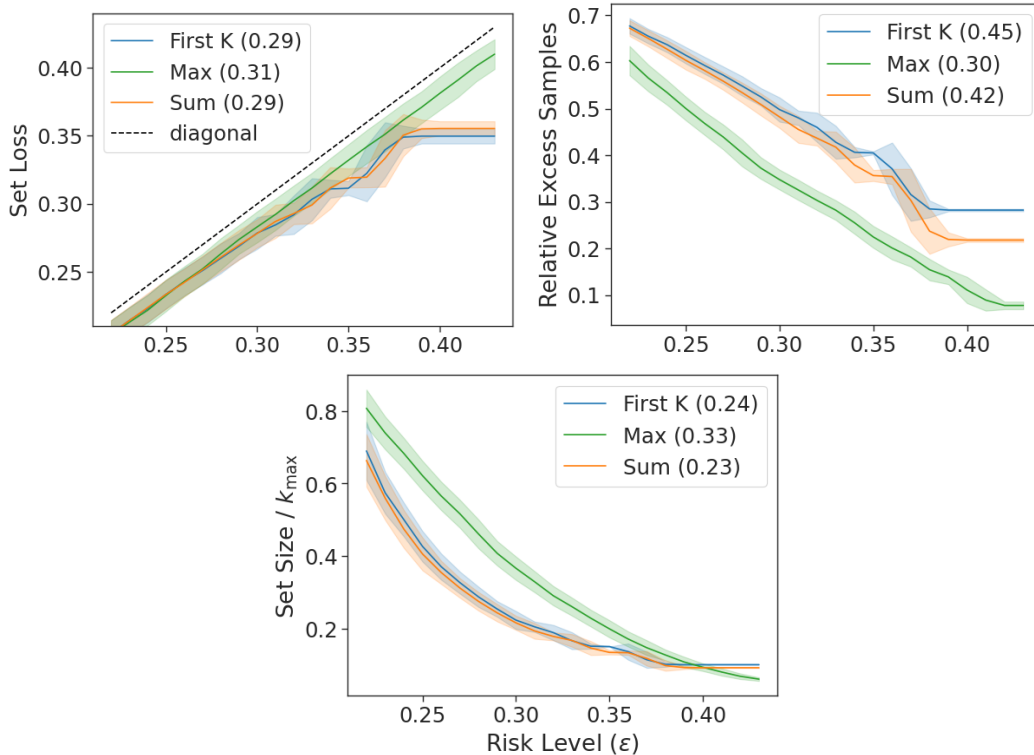 First K (0.29)
Max (0.31)
Sum (0.29)
diagonal
Set Loss
0.40
0.35
0.30
0.25
0.25
0.30
0.35
0.40
First K (0.45)
Max (0.30)
Sum (0.42)
Relative Excess Samples
0.7
0.6
0.5
0.4
0.3
0.2
0.1
0.25
0.30
0.35
0.40
First K (0.24)
Max (0.33)
Sum (0.23)
Set Size / k_max
0.8
0.6
0.4
0.2
0.25
0.30
0.35
0.40
Risk Level (ε)